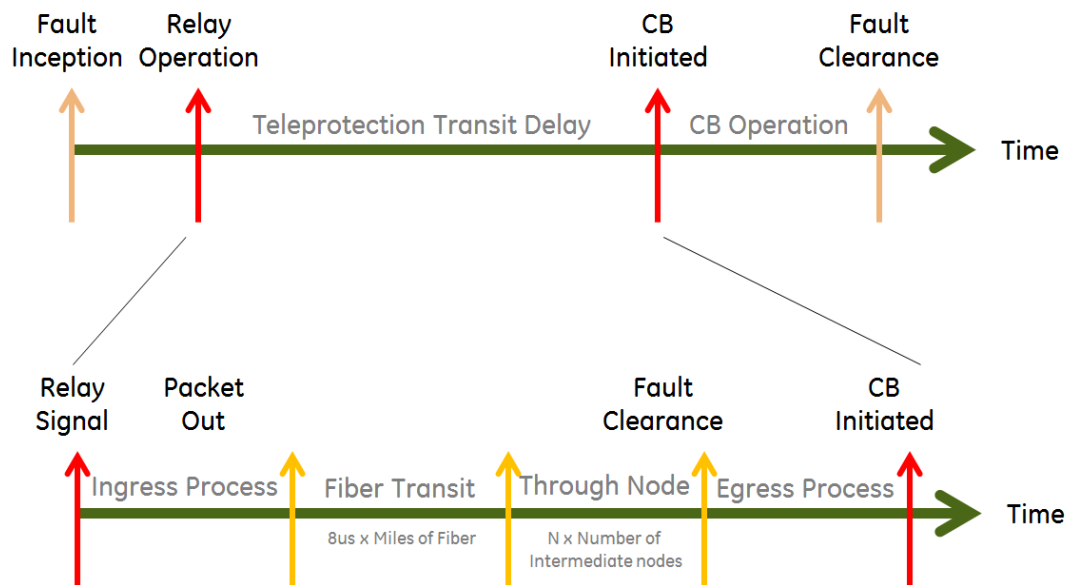 Fault
Inception
Relay
Operation
CB
Initiated
Fault
Clearance
Teleprotection Transit Delay
CB Operation
Time
Relay
Signal
Packet
Out
Fault
Clearance
CB
Initiated
Ingress Process
Fiber Transit
Through Node
Egress Process
Time
8us x Miles of Fiber
N x Number of
Intermediate nodes